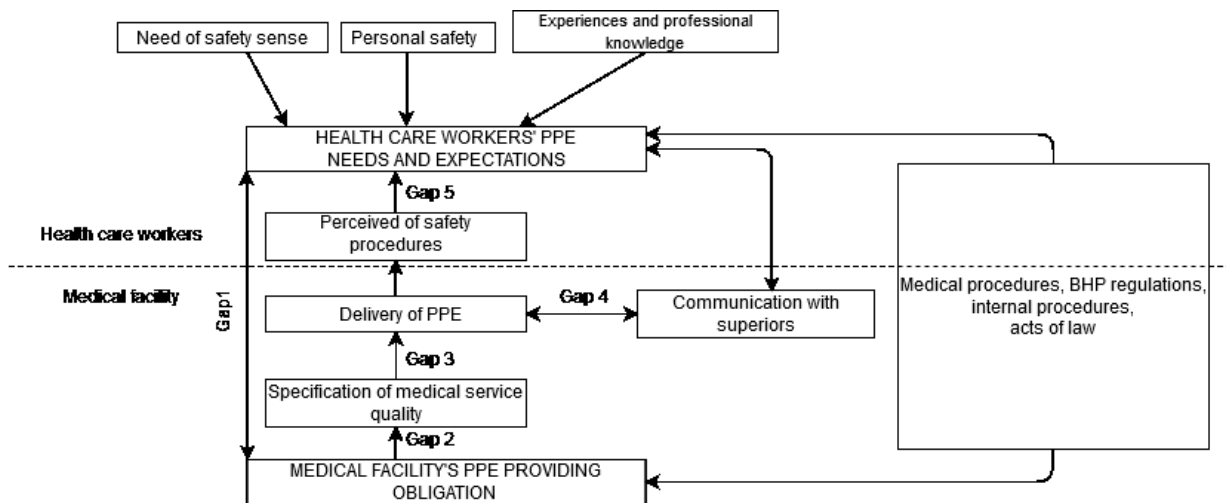 Need of safety sense
Personal safety
Experiences and professional
knowledge
HEALTH CARE WORKERS' PPE
NEEDS AND EXPECTATIONS
Gap 5
Perceived of safety
procedures
Health care workers
Medical facility
Gap1
Delivery of PPE
Gap 4
Communication with
superiors
Medical procedures, BHP regulations,
internal procedures,
acts of law
Gap 3
Specification of medical service
quality
Gap 2
MEDICAL FACILITY'S PPE PROVIDING
OBLIGATION